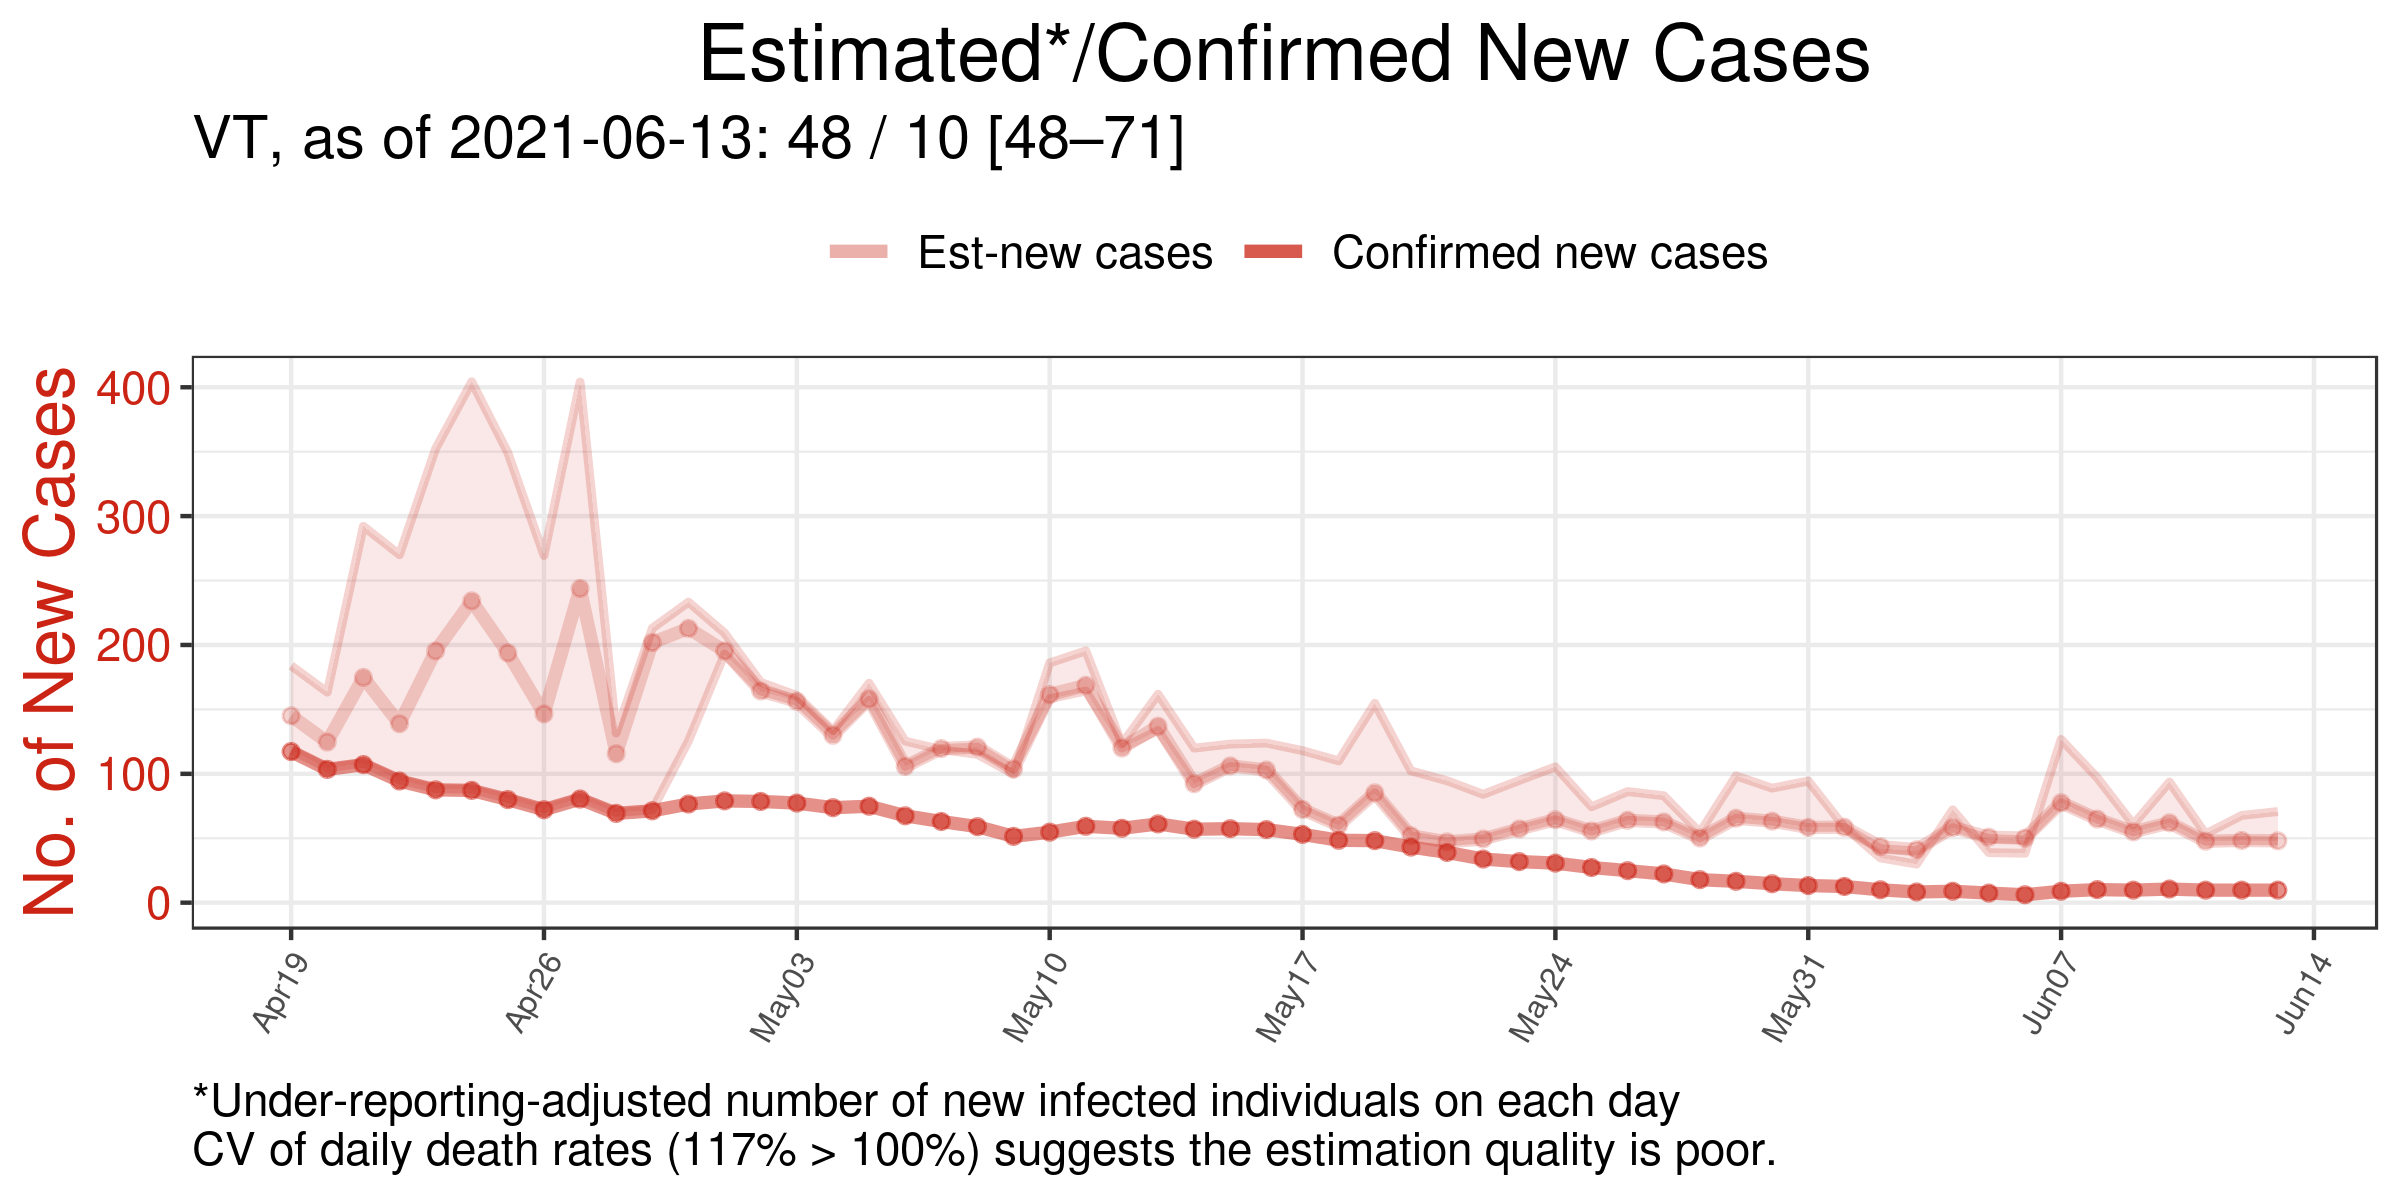 Estimated*/Confirmed New Cases
VT, as of 2021-06-13: 48 / 10 [48–71]
Est-new cases
Confirmed new cases
No. of New Cases
400
300
200
100
0
Apr19
Apr26
May03
May10
May17
May24
May31
Jun07
Jun14
*Under-reporting-adjusted number of new infected individuals on each day
CV of daily death rates (117% > 100%) suggests the estimation quality is poor.